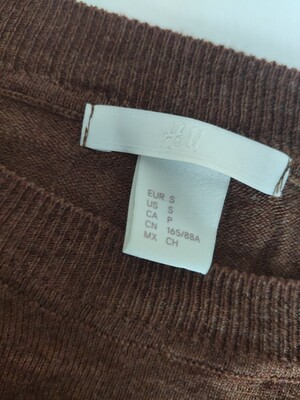 H&M
EUR S
US S
CA P
CN 165/88A
MX CH